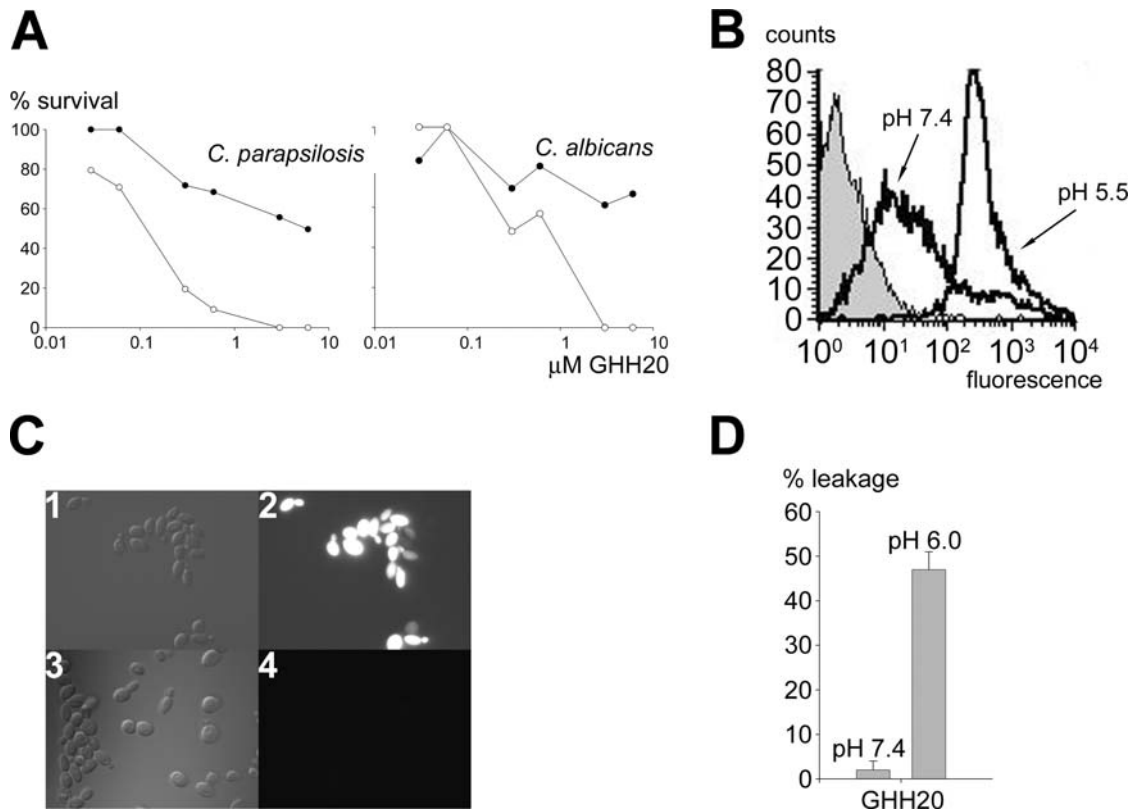 A
% survival
100
80
60
40
20
0
0.01 0.1 1 10
C. parapsilosis
C. albicans
0.01 0.1 1 10
µM GHH20
B
counts
80
70
60
50
40
30
20
10
0
pH 7.4
pH 5.5
10⁰ 10¹ 10² 10³ 10⁴
fluorescence
C
1 2
3 4
D
% leakage
60
50
40
30
20
10
0
pH 6.0
pH 7.4
GHH20